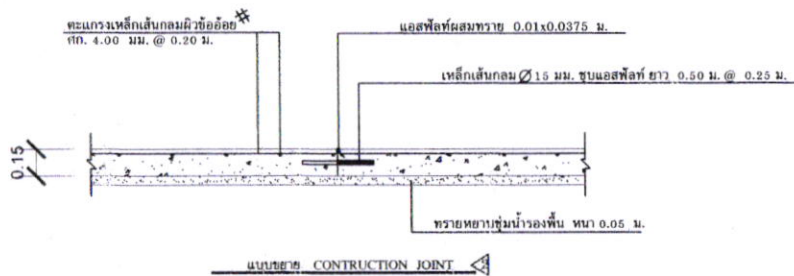 ตะแกรงเหล็กเส้นกลมผิวข้ออ้อย #
ศก. 4.00 มม. @ 0.20 ม.
แอสฟัลท์ผสมทราย 0.01x0.0375 ม.
เหล็กเส้นกลม Ø 15 มม. ชุบแอสฟัลท์ ยาว 0.50 ม. @ 0.25 ม.
0.15
ทรายหยาบชุ่มน้ำรองพื้น หนา 0.05 ม.
แบบขยาย CONTRUCTION JOINT